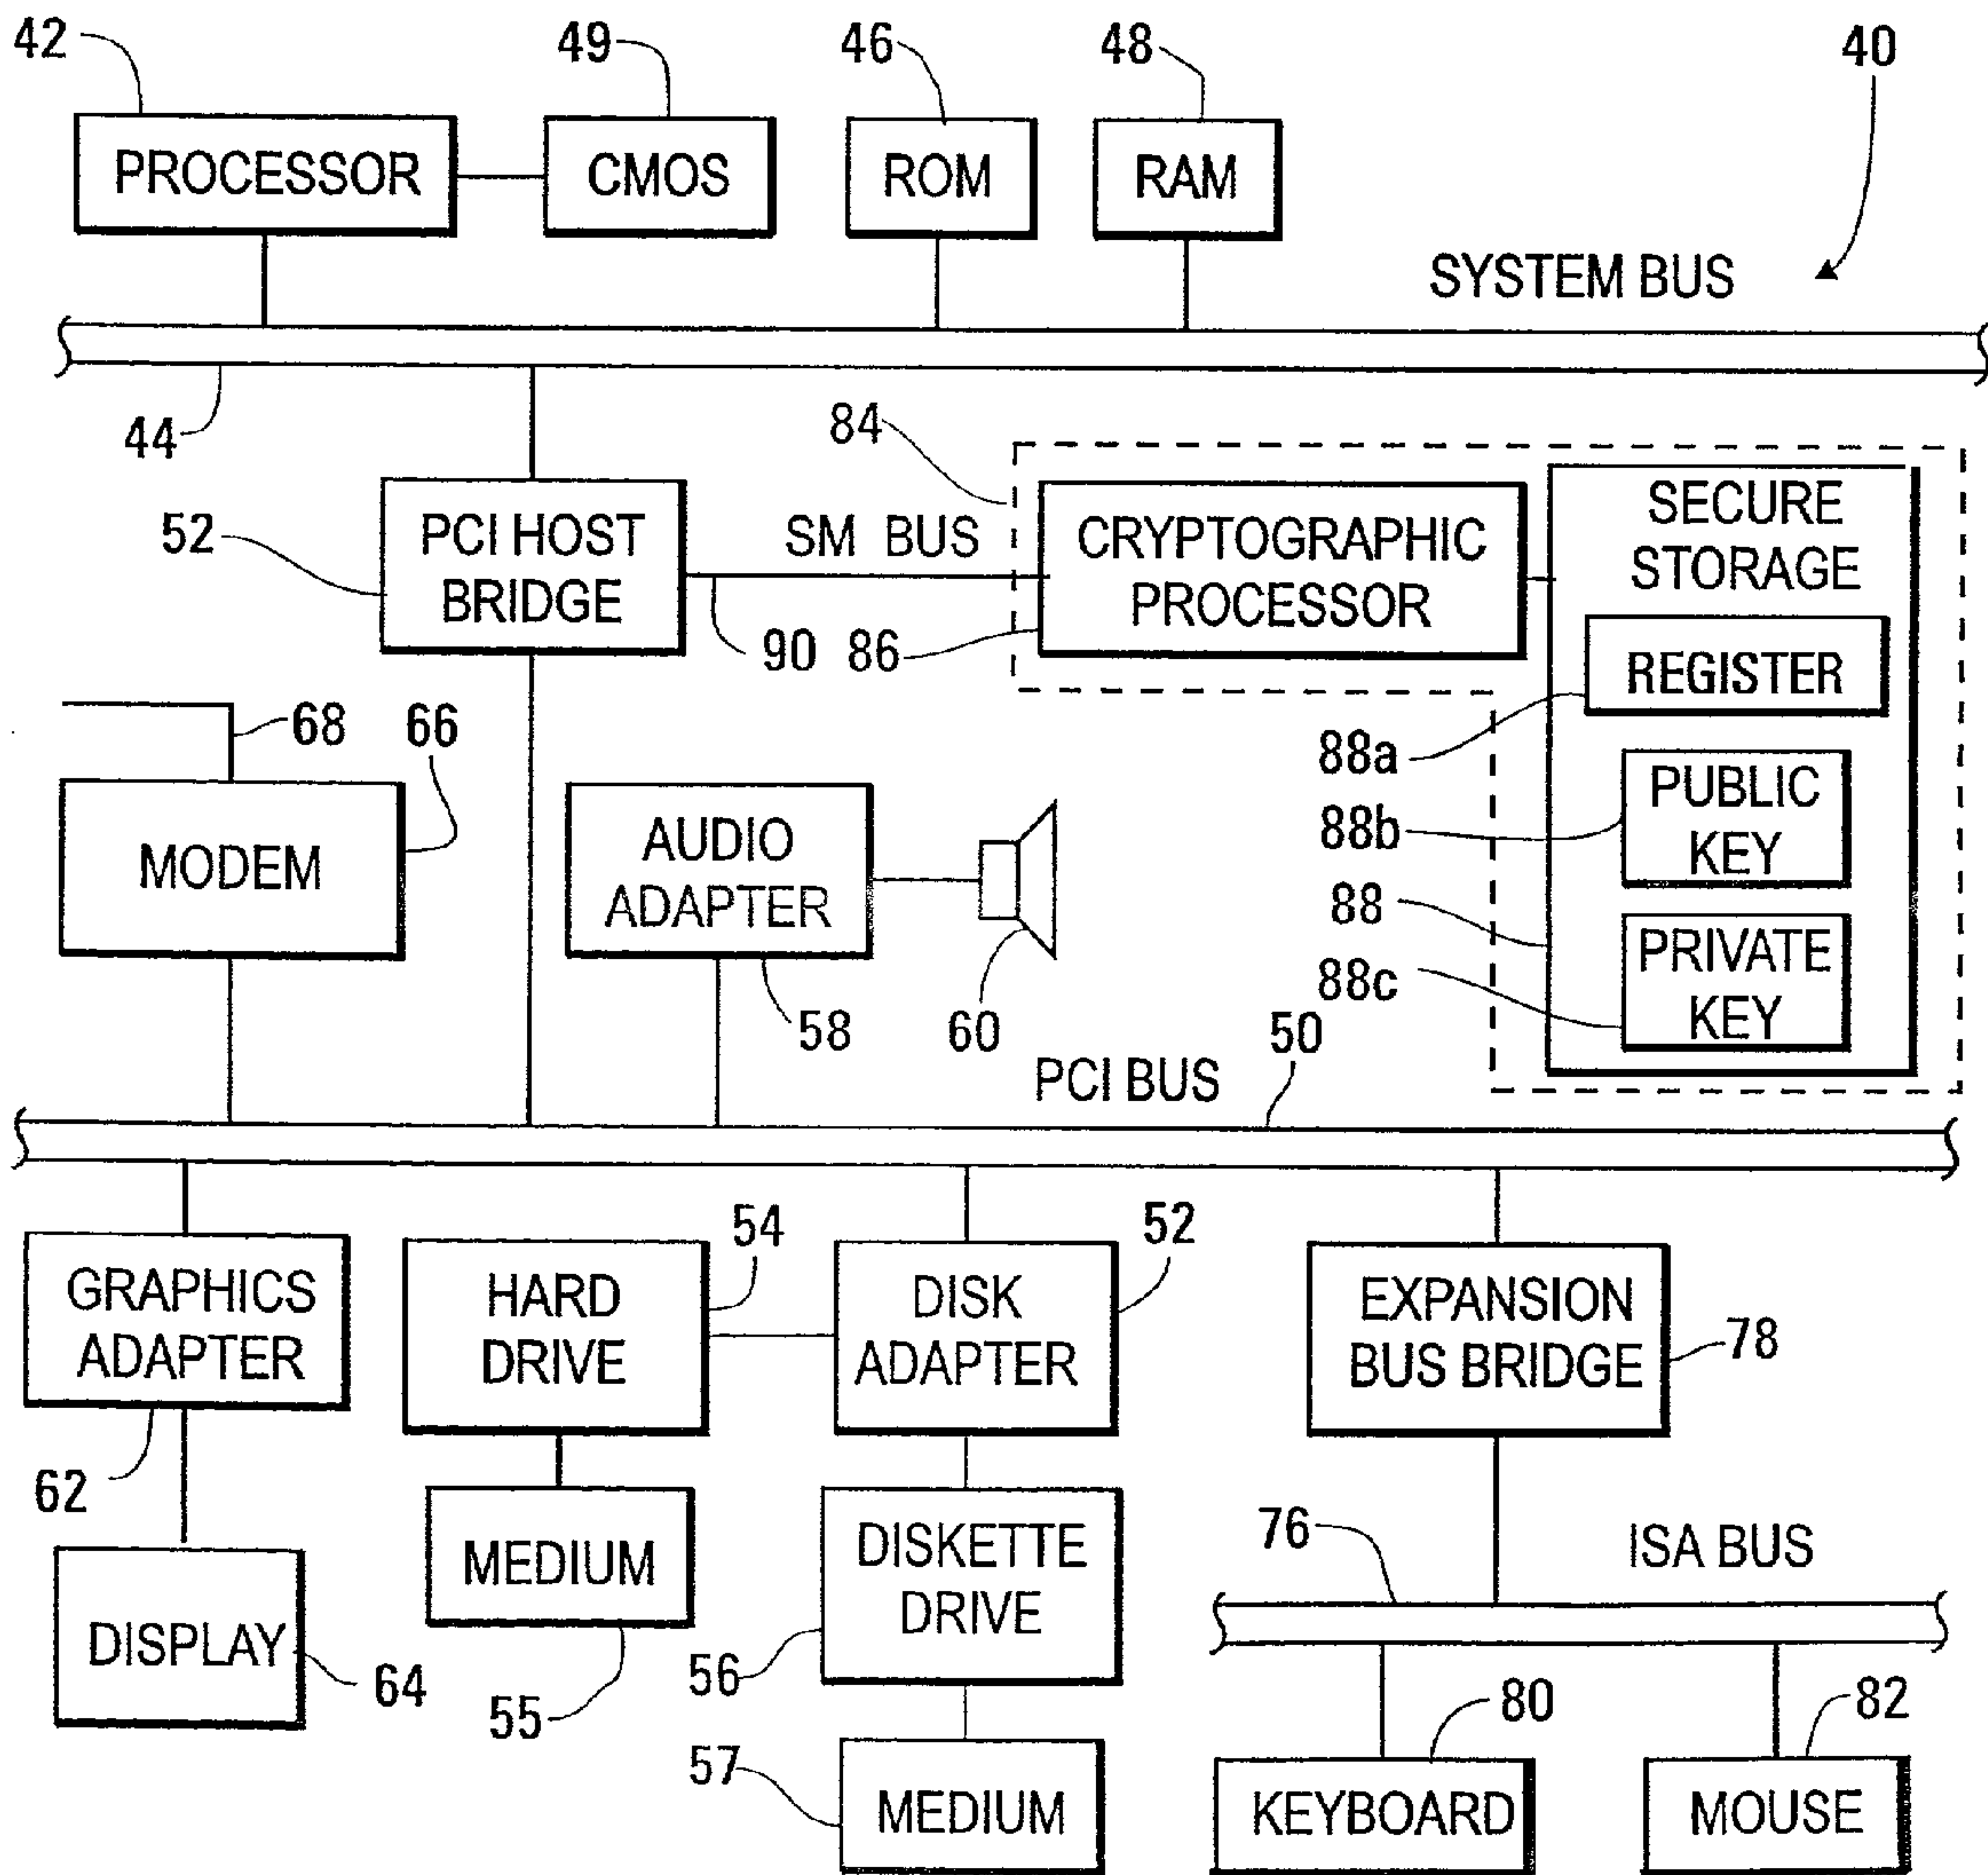 42
49
46
48
40
PROCESSOR
CMOS
ROM
RAM
SYSTEM BUS
44
84
52
PCI HOST
BRIDGE
SM BUS
90
86
CRYPTOGRAPHIC
PROCESSOR
SECURE
STORAGE
REGISTER
88a
PUBLIC
KEY
88b
88
PRIVATE
KEY
88c
68
66
MODEM
AUDIO
ADAPTER
58
60
PCI BUS
50
GRAPHICS
ADAPTER
62
HARD
DRIVE
54
DISK
ADAPTER
52
EXPANSION
BUS BRIDGE
78
DISPLAY
64
MEDIUM
55
DISKETTE
DRIVE
56
76
ISA BUS
57
MEDIUM
80
KEYBOARD
82
MOUSE